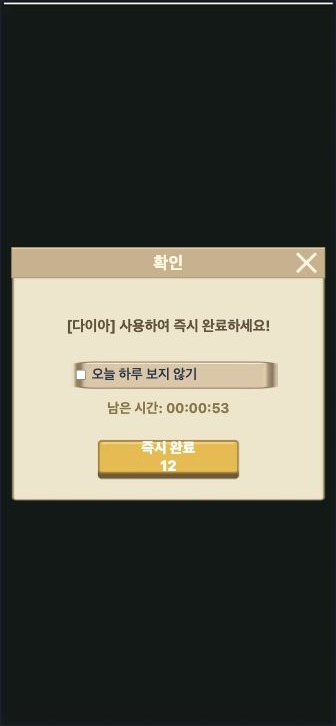 확인
[다이아] 사용하여 즉시 완료하세요!
오늘 하루 보지 않기
남은 시간: 00:00:53
즉시 완료
12